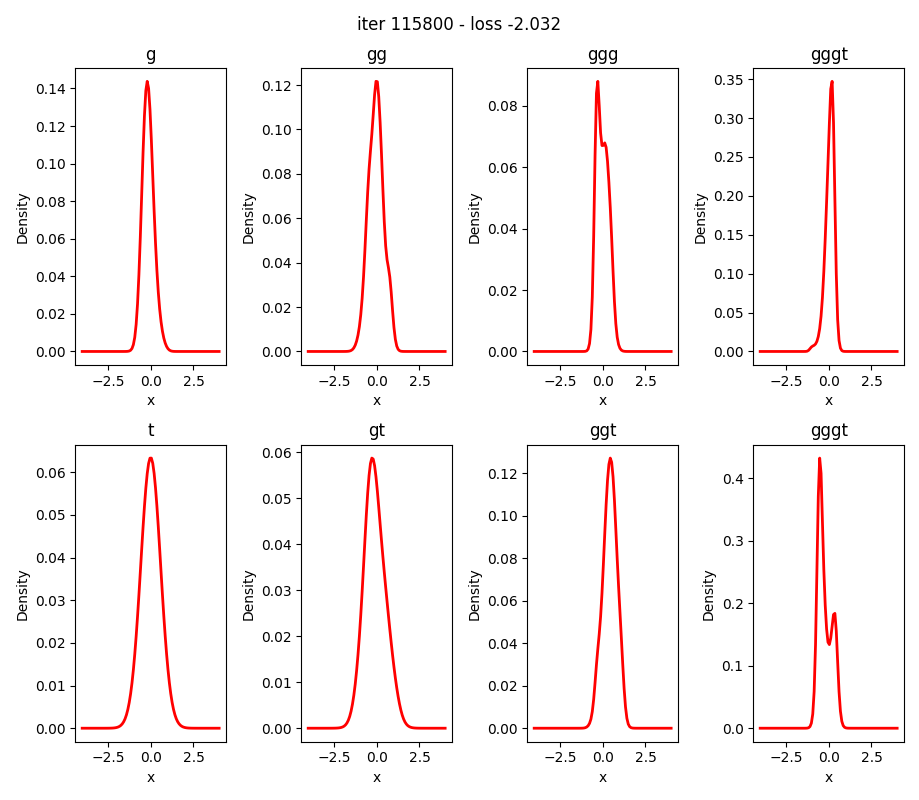 iter 115800 - loss -2.032
g gg ggg gggt
0.14 0.12 0.10 0.08 0.06 0.04 0.02 0.00
Density
−2.5 0.0 2.5
x
0.12 0.10 0.08 0.06 0.04 0.02 0.00
Density
−2.5 0.0 2.5
x
0.08 0.06 0.04 0.02 0.00
Density
−2.5 0.0 2.5
x
0.35 0.30 0.25 0.20 0.15 0.10 0.05 0.00
Density
−2.5 0.0 2.5
x
t gt ggt gggt
0.06 0.05 0.04 0.03 0.02 0.01 0.00
Density
−2.5 0.0 2.5
x
0.06 0.05 0.04 0.03 0.02 0.01 0.00
Density
−2.5 0.0 2.5
x
0.12 0.10 0.08 0.06 0.04 0.02 0.00
Density
−2.5 0.0 2.5
x
0.4 0.3 0.2 0.1 0.0
Density
−2.5 0.0 2.5
x